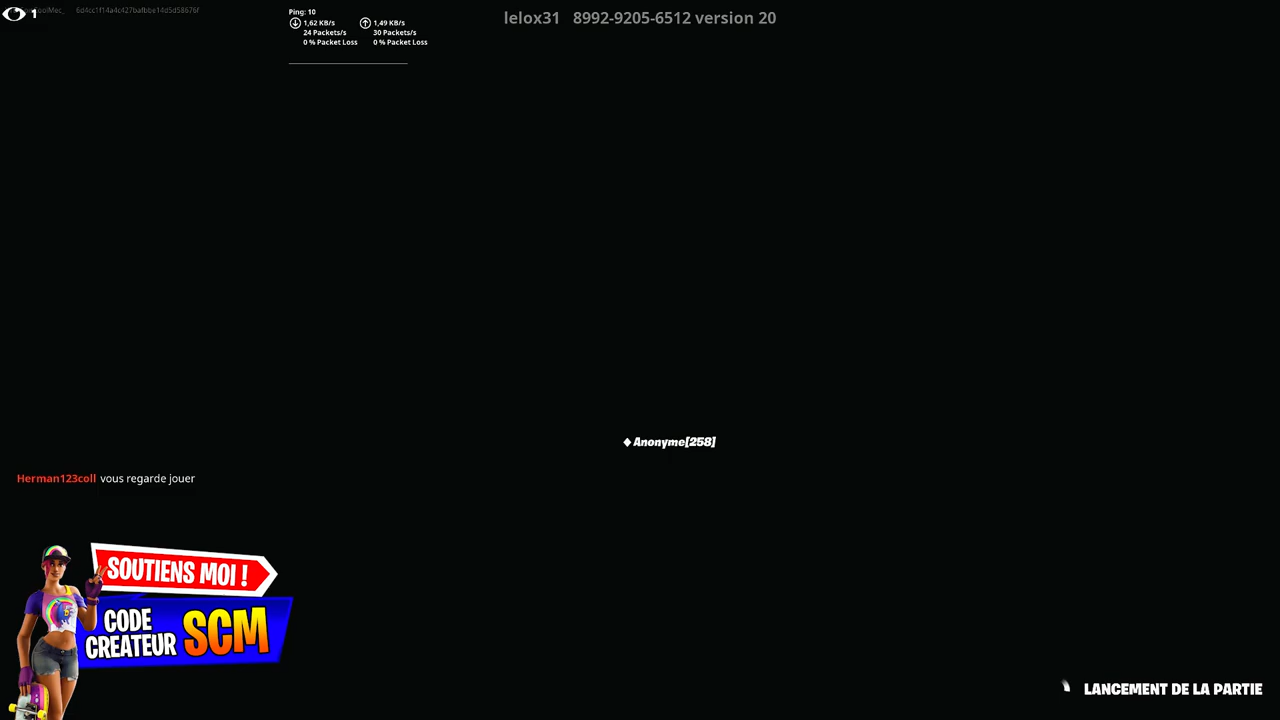 1
6d4cc1f14a4c427bafbbe14d5d58676f
Ping: 10
1,62 KB/s 1,49 KB/s
24 Packets/s 30 Packets/s
0 % Packet Loss 0 % Packet Loss
lelox31 8992-9205-6512 version 20
Anonyme[258]
Herman123coll vous regarde jouer
SOUTIENS MOI !
CODE
CREATEUR SCM
LANCEMENT DE LA PARTIE